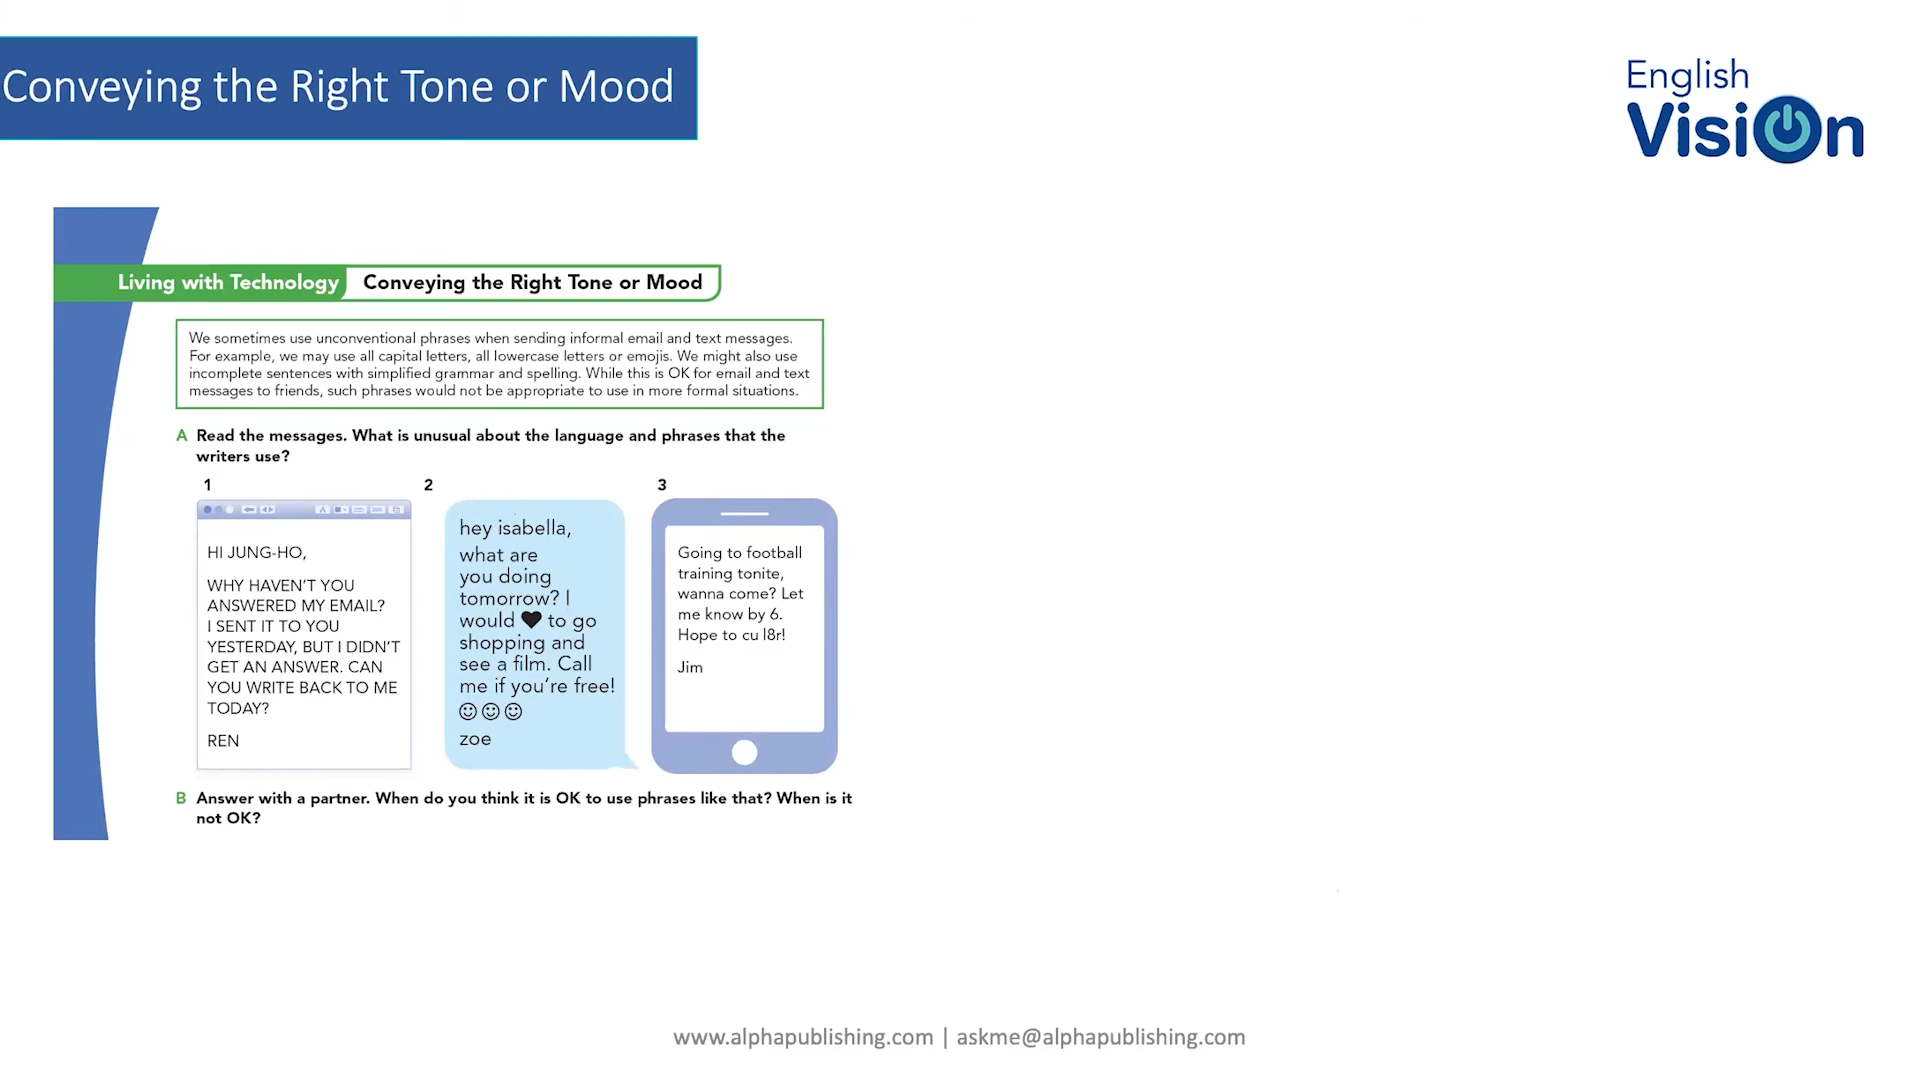 Conveying the Right Tone or Mood
English
Vision
Living with Technology
Conveying the Right Tone or Mood
We sometimes use unconventional phrases when sending informal email and text messages.
For example, we may use all capital letters, all lowercase letters or emojis. We might also use
incomplete sentences with simplified grammar and spelling. While this is OK for email and text
messages to friends, such phrases would not be appropriate to use in more formal situations.
A Read the messages. What is unusual about the language and phrases that the
writers use?
1
HI JUNG-HO,
WHY HAVEN'T YOU
ANSWERED MY EMAIL?
I SENT IT TO YOU
YESTERDAY, BUT I DIDN'T
GET AN ANSWER. CAN
YOU WRITE BACK TO ME
TODAY?
REN
2
hey isabella,
what are
you doing
tomorrow? I
would ♥ to go
shopping and
see a film. Call
me if you're free!
☺☺☺
zoe
3
Going to football
training tonite,
wanna come? Let
me know by 6.
Hope to cu l8r!
Jim
B Answer with a partner. When do you think it is OK to use phrases like that? When is it
not OK?
www.alphapublishing.com | askme@alphapublishing.com